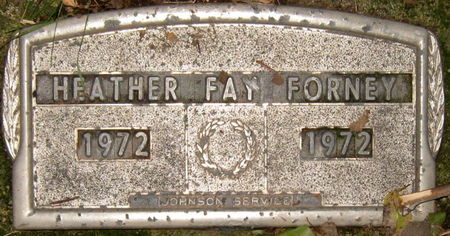 HEATHER FAY FORNEY
1972 1972
JOHNSON SERVICE